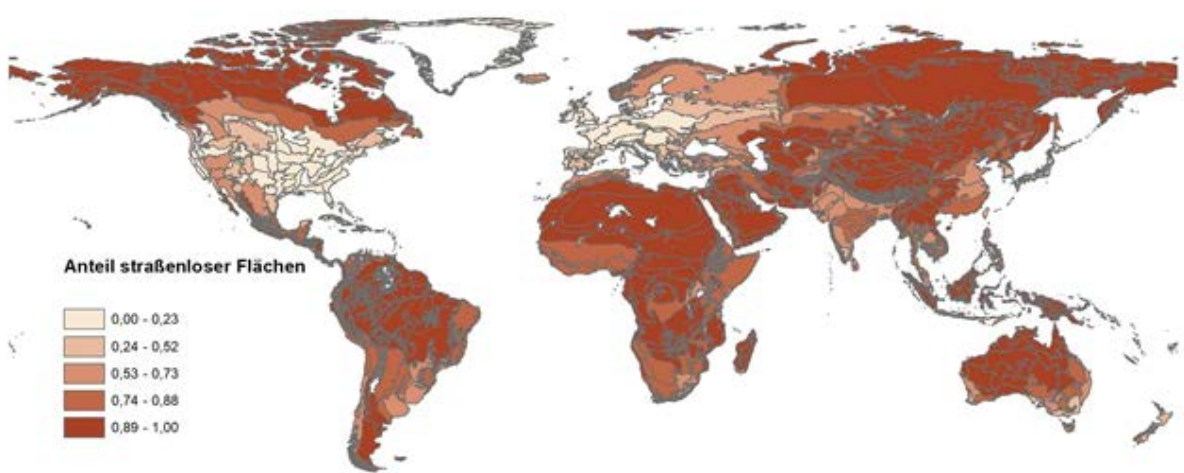 Anteil straßenloser Flächen
0,00 - 0,23
0,24 - 0,52
0,53 - 0,73
0,74 - 0,88
0,89 - 1,00